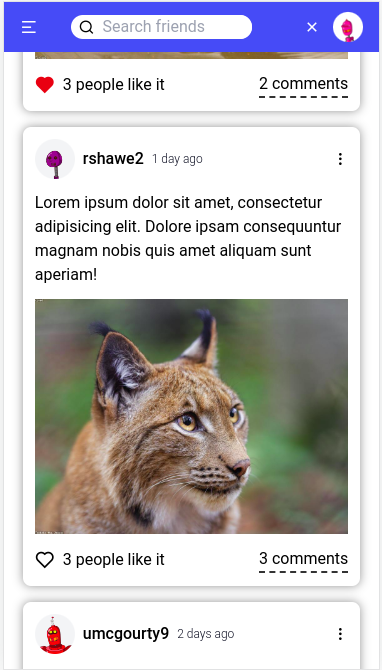 Search friends
3 people like it
2 comments
rshawe2 1 day ago
Lorem ipsum dolor sit amet, consectetur
adipisicing elit. Dolore ipsam consequuntur
magnam nobis quis amet aliquam sunt
aperiam!
3 people like it
3 comments
umcgourty9 2 days ago